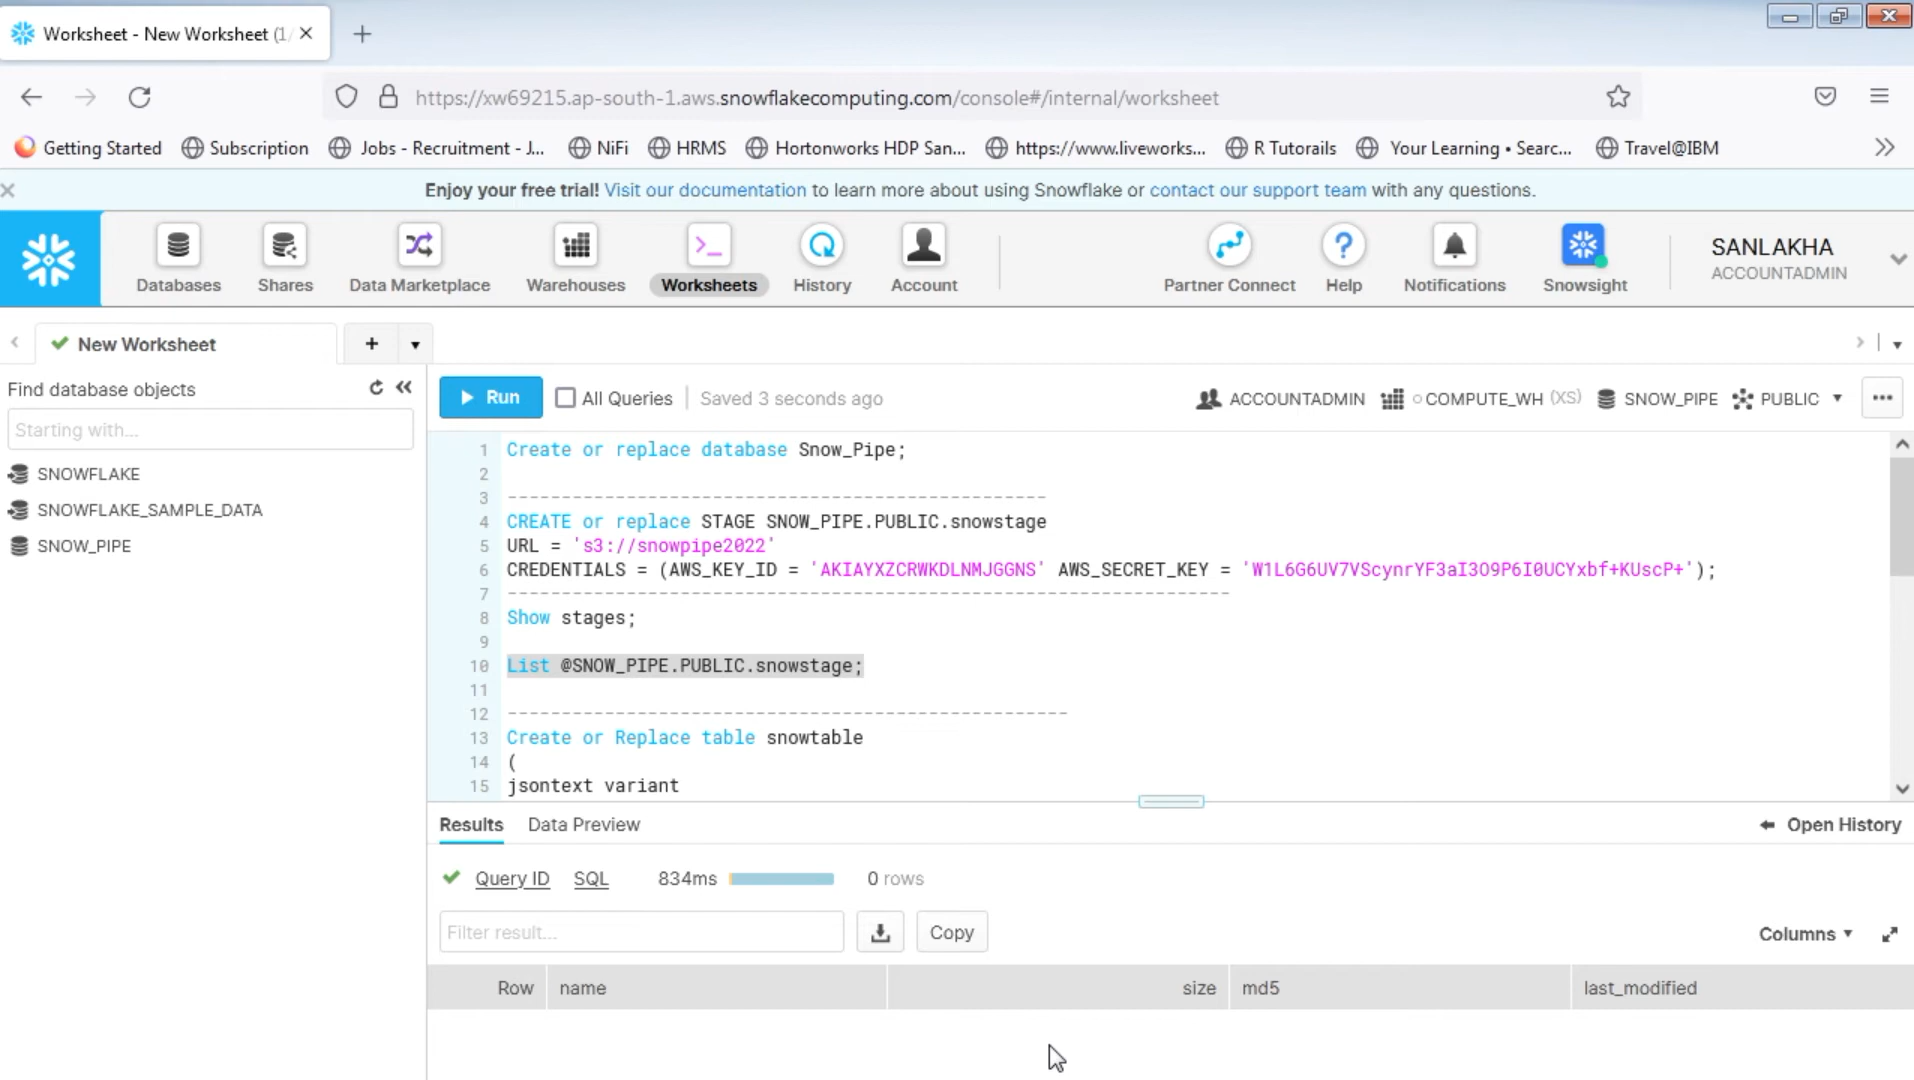 Worksheet - New Worksheet (1/
https://xw69215.ap-south-1.aws.snowflakecomputing.com/console#/internal/worksheet
Getting Started Subscription Jobs - Recruitment - J... NiFi HRMS Hortonworks HDP San... https://www.liveworks... R Tutorails Your Learning • Searc... Travel@IBM
Enjoy your free trial! Visit our documentation to learn more about using Snowflake or contact our support team with any questions.
Databases Shares Data Marketplace Warehouses Worksheets History Account Partner Connect Help Notifications Snowsight
SANLAKHA
ACCOUNTADMIN
New Worksheet
Find database objects
Starting with...
SNOWFLAKE
SNOWFLAKE_SAMPLE_DATA
SNOW_PIPE
Run All Queries Saved 3 seconds ago ACCOUNTADMIN COMPUTE_WH (XS) SNOW_PIPE PUBLIC
1 Create or replace database Snow_Pipe;
2
3 --------------------------------------------------
4 CREATE or replace STAGE SNOW_PIPE.PUBLIC.snowstage
5 URL = 's3://snowpipe2022'
6 CREDENTIALS = (AWS_KEY_ID = 'AKIAYXZCRWKDLNMJGGNS' AWS_SECRET_KEY = 'W1L6G6UV7VScynrYF3aI3O9P6I0UCYxbf+KUscP+');
7 -------------------------------------------------------------------
8 Show stages;
9
10 List @SNOW_PIPE.PUBLIC.snowstage;
11
12 ----------------------------------------------------
13 Create or Replace table snowtable
14 (
15 jsontext variant
Results Data Preview Open History
Query ID SQL 834ms 0 rows
Filter result... Copy Columns
Row name size md5 last_modified